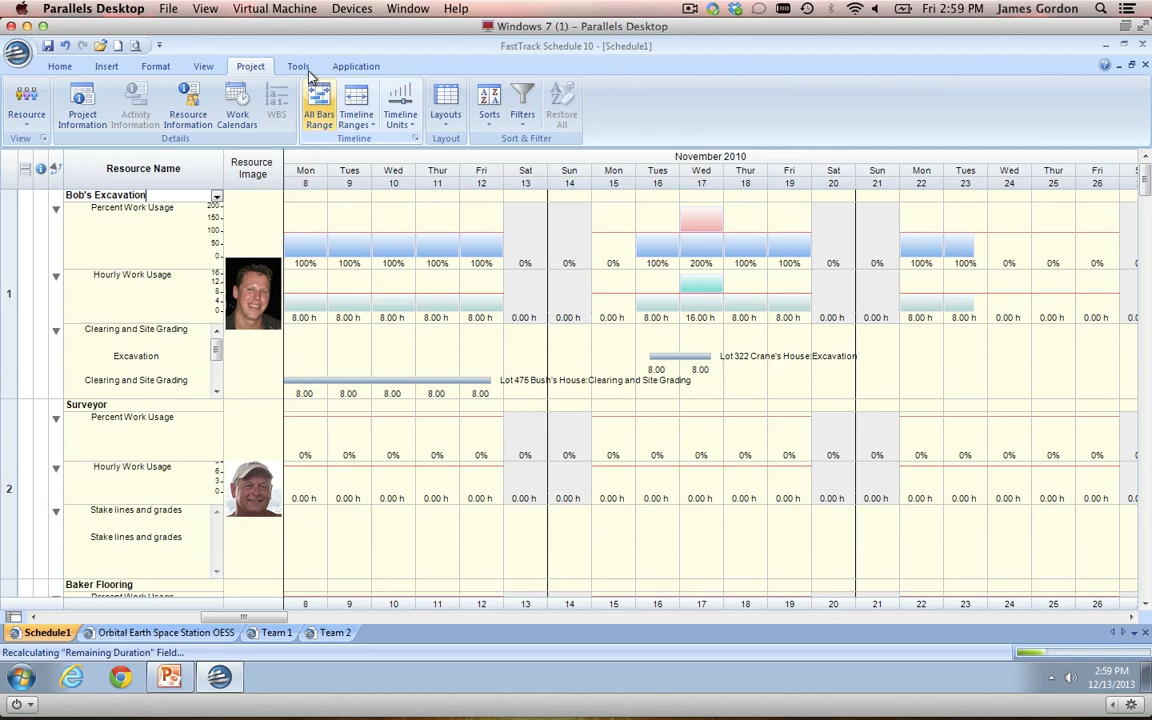 Parallels Desktop File View Virtual Machine Devices Window Help Fri 2:59 PM James Gordon
Windows 7 (1) - Parallels Desktop
FastTrack Schedule 10 - [Schedule1]
Home Insert Format View Project Tools Application
Resource Project Information Activity Information Resource Information Work Calendars WBS All Bars Range Timeline Ranges Timeline Units Layouts Sorts Filters Restore All
View Details Timeline Layout Sort & Filter
November 2010
Resource Name Resource Image Mon Tues Wed Thur Fri Sat Sun Mon Tues Wed Thur Fri Sat Sun Mon Tues Wed Thur Fri
8 9 10 11 12 13 14 15 16 17 18 19 20 21 22 23 24 25 26
Bob's Excavation
Percent Work Usage 200
150
100
50
0
100% 100% 100% 100% 100% 0% 0% 0% 100% 200% 100% 100% 0% 0% 100% 100% 0% 0% 0%
Hourly Work Usage 16
12
8
4
0
1
8.00 h 8.00 h 8.00 h 8.00 h 8.00 h 0.00 h 0.00 h 0.00 h 8.00 h 16.00 h 8.00 h 8.00 h 0.00 h 0.00 h 8.00 h 8.00 h 0.00 h 0.00 h 0.00 h
Clearing and Site Grading
Excavation Lot 322 Crane's House:Excavation
8.00 8.00
Clearing and Site Grading Lot 475 Bush's House:Clearing and Site Grading
8.00 8.00 8.00 8.00 8.00
Surveyor
Percent Work Usage
0% 0% 0% 0% 0% 0% 0% 0% 0% 0% 0% 0% 0% 0% 0% 0% 0% 0% 0%
Hourly Work Usage
6
3
0
2
0.00 h 0.00 h 0.00 h 0.00 h 0.00 h 0.00 h 0.00 h 0.00 h 0.00 h 0.00 h 0.00 h 0.00 h 0.00 h 0.00 h 0.00 h 0.00 h 0.00 h 0.00 h 0.00 h
Stake lines and grades
Stake lines and grades
Baker Flooring
8 9 10 11 12 13 14 15 16 17 18 19 20 21 22 23 24 25 26
Schedule1 Orbital Earth Space Station OESS Team 1 Team 2
Recalculating "Remaining Duration" Field...
2:59 PM
12/13/2013